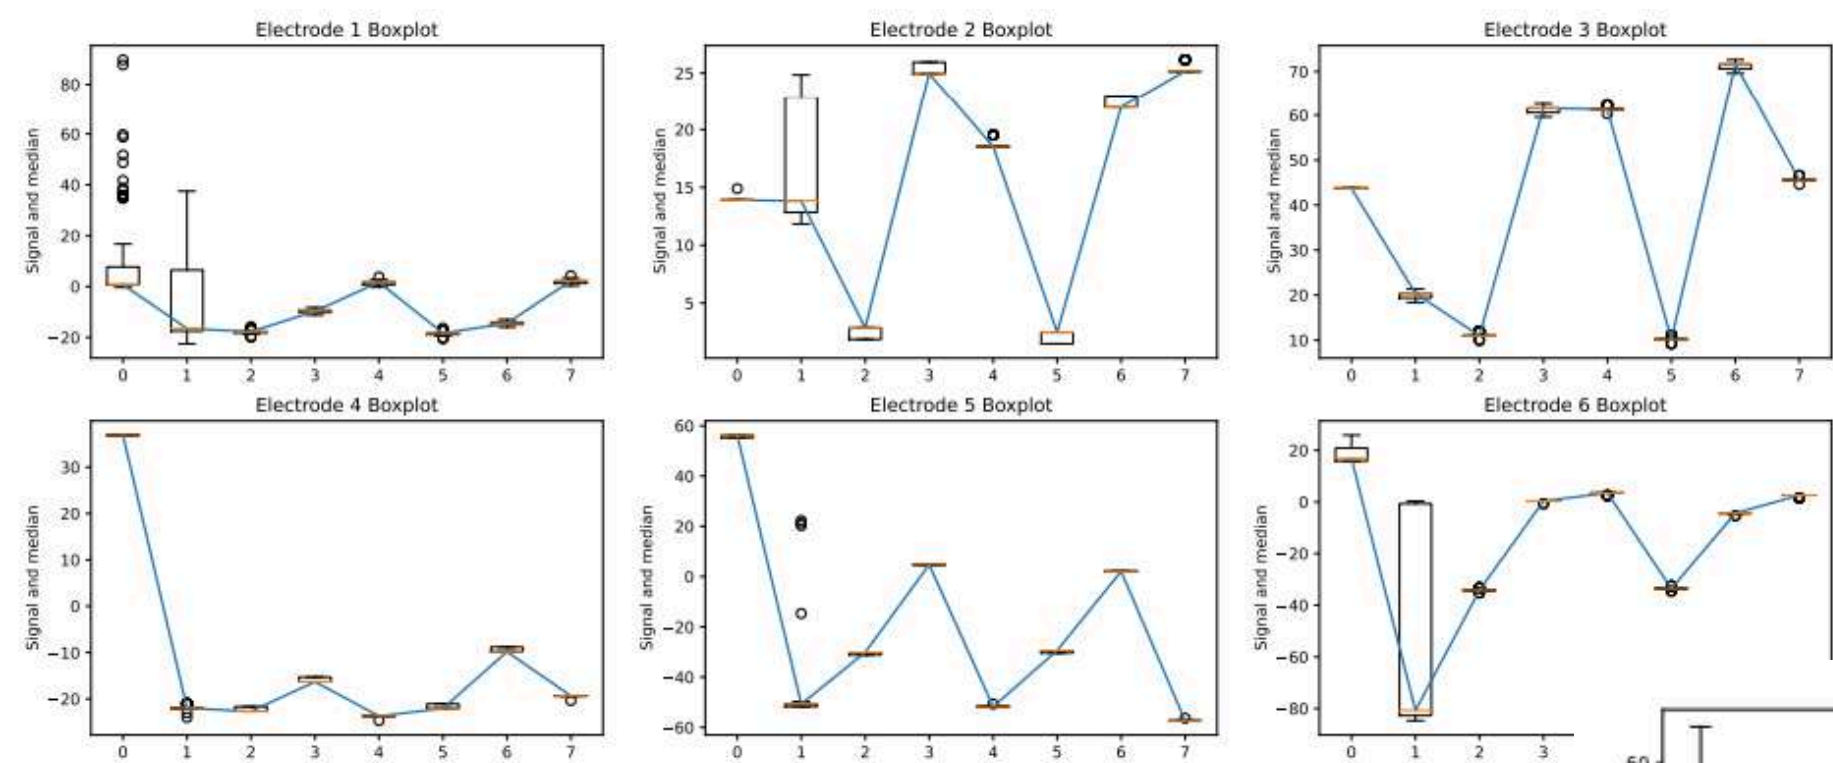 Electrode 1 Boxplot
Signal and median
80
60
40
20
0
−20
0 1 2 3 4 5 6 7
Electrode 2 Boxplot
Signal and median
25
20
15
10
5
0 1 2 3 4 5 6 7
Electrode 3 Boxplot
Signal and median
70
60
50
40
30
20
10
0 1 2 3 4 5 6 7
Electrode 4 Boxplot
Signal and median
30
20
10
0
−10
−20
0 1 2 3 4 5 6 7
Electrode 5 Boxplot
Signal and median
60
40
20
0
−20
−40
−60
0 1 2 3 4 5 6 7
Electrode 6 Boxplot
Signal and median
20
0
−20
−40
−60
−80
0 1 2 3